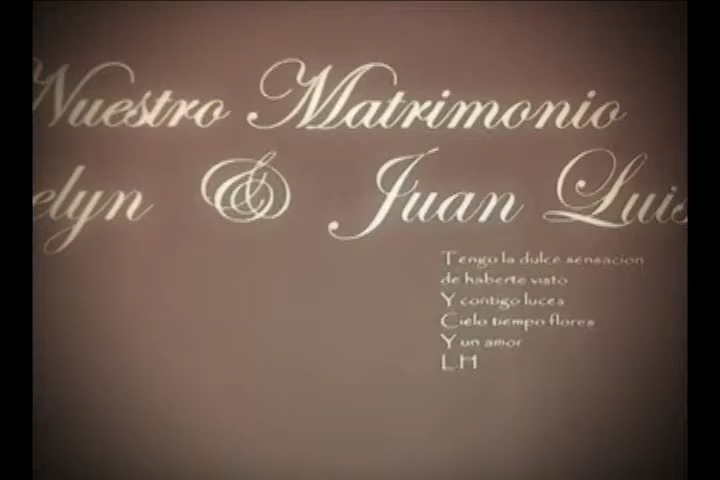 Nuestro Matrimonio
elyn & Juan Luis
Tengo la dulce sensacion
de haberte visto
Y contigo luces
Cielo tiempo flores
Y un amor
L.H